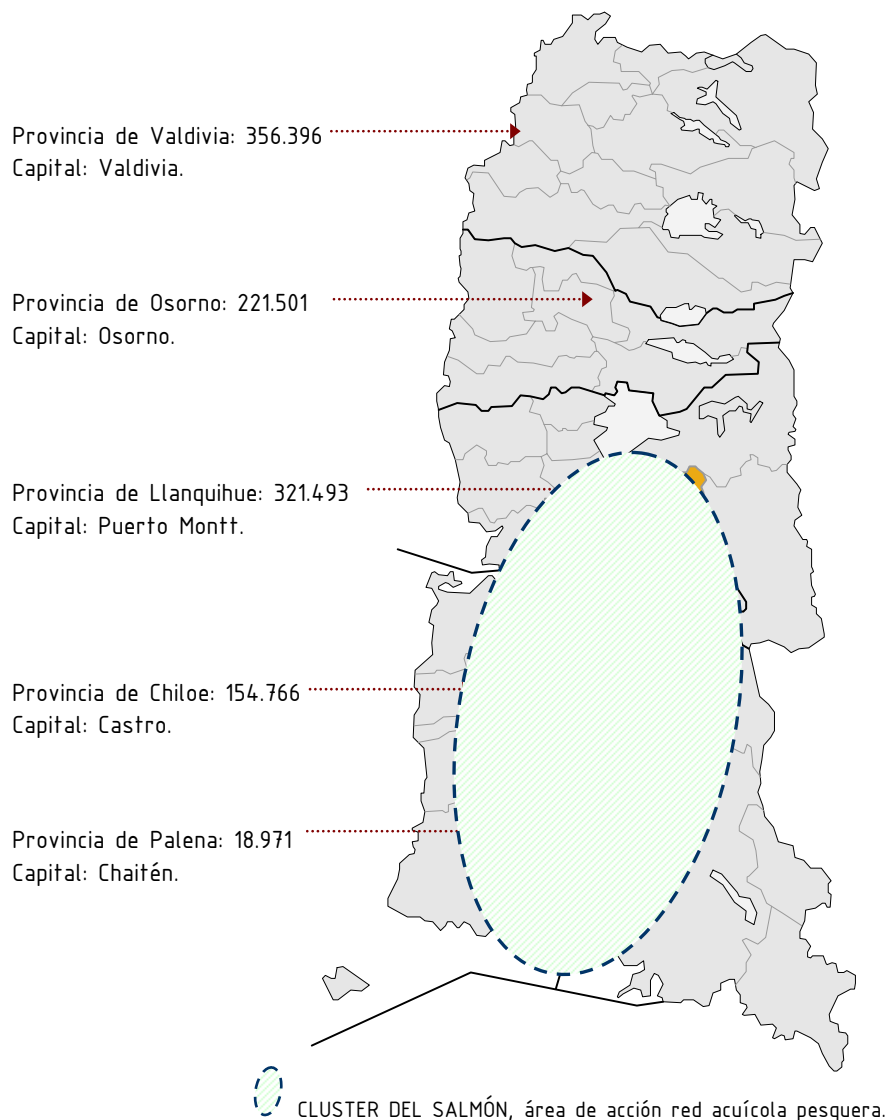 Provincia de Valdivia: 356.396
Capital: Valdivia.
Provincia de Osorno: 221.501
Capital: Osorno.
Provincia de Llanquihue: 321.493
Capital: Puerto Montt.
Provincia de Chiloe: 154.766
Capital: Castro.
Provincia de Palena: 18.971
Capital: Chaitén.
CLUSTER DEL SALMÓN, área de acción red acuícola pesquera.